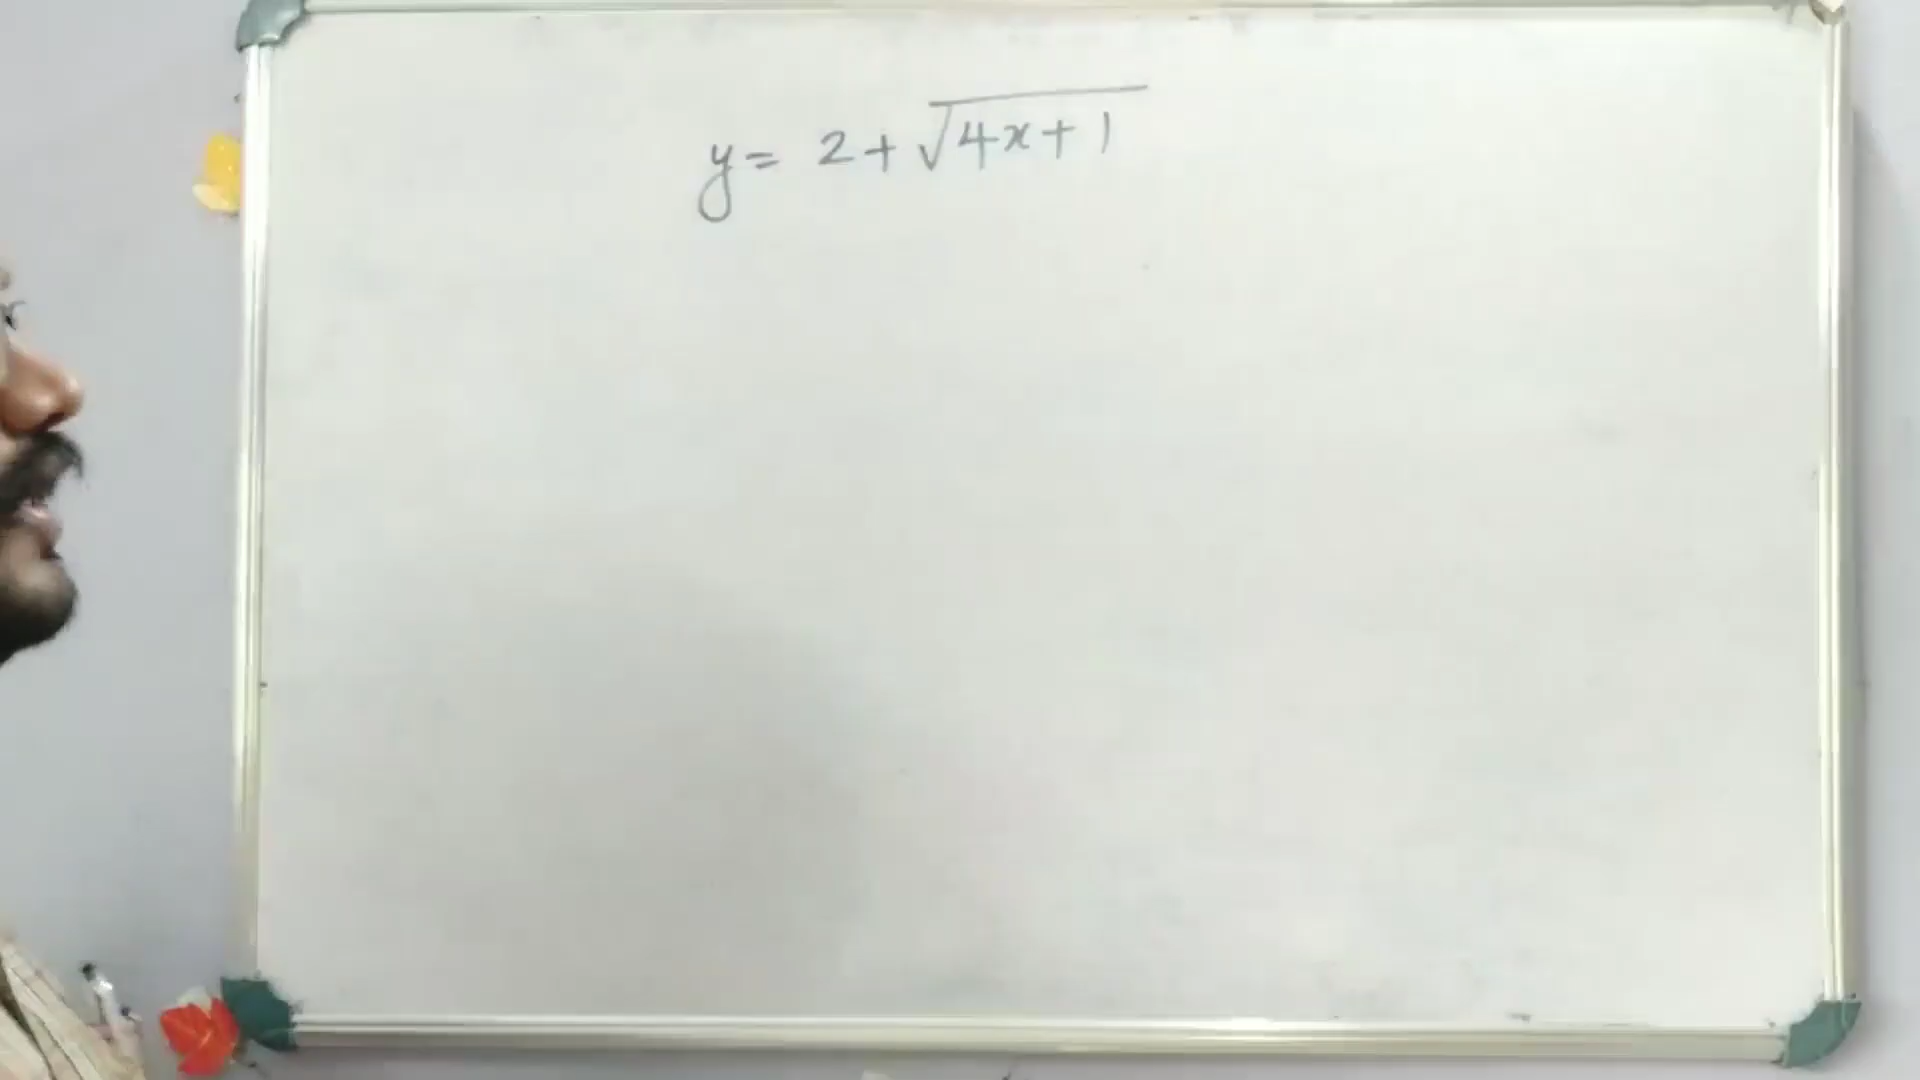 y = 2 + √4x + 1